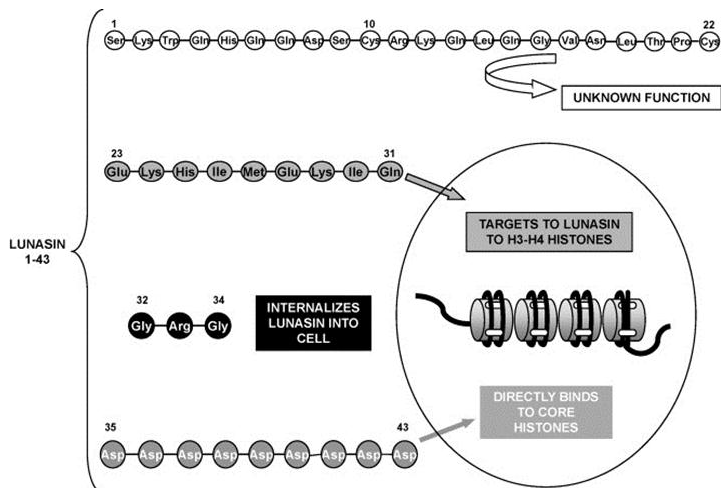 1 10 22
Ser Lys Trp Gln His Gln Gln Asp Ser Cys Arg Lys Gln Leu Gln Gly Val Asn Leu Thr Pro Cys
UNKNOWN FUNCTION
23 31
Glu Lys His Ile Met Glu Lys Ile Gln
TARGETS TO LUNASIN
TO H3-H4 HISTONES
LUNASIN
1-43
32 34
Gly Arg Gly
INTERNALIZES
LUNASIN INTO
CELL
DIRECTLY BINDS
TO CORE
HISTONES
35 43
Asp Asp Asp Asp Asp Asp Asp Asp Asp